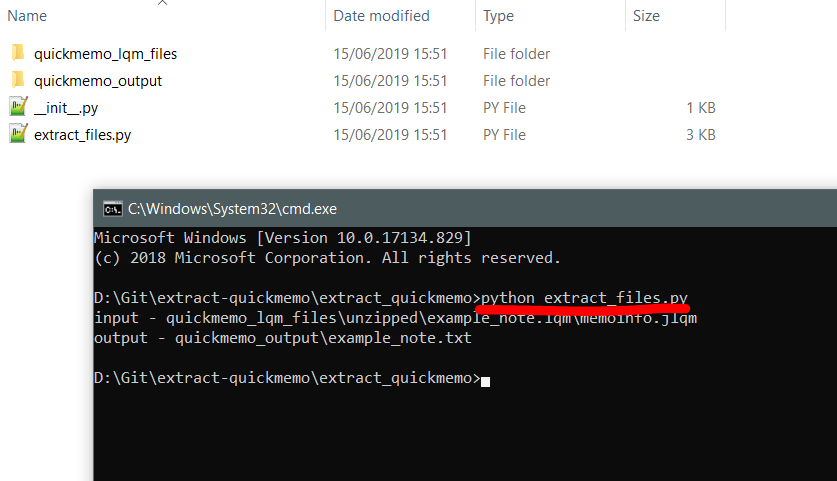 Name Date modified Type Size
quickmemo_lqm_files 15/06/2019 15:51 File folder
quickmemo_output 15/06/2019 15:51 File folder
__init__.py 15/06/2019 15:51 PY File 1 KB
extract_files.py 15/06/2019 15:51 PY File 3 KB
C:\Windows\System32\cmd.exe
Microsoft Windows [Version 10.0.17134.829]
(c) 2018 Microsoft Corporation. All rights reserved.
D:\Git\extract-quickmemo\extract_quickmemo>python extract_files.py
input - quickmemo_lqm_files\unzipped\example_note.lqm\memoinfo.jlqm
output - quickmemo_output\example_note.txt
D:\Git\extract-quickmemo\extract_quickmemo>